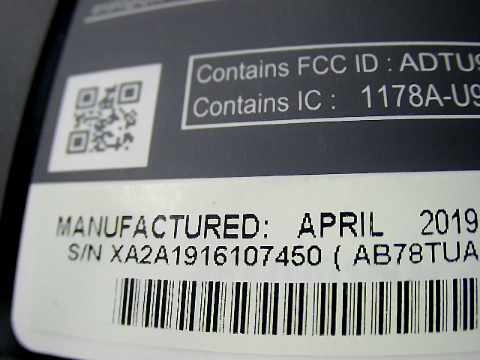 Contains FCC ID : ADTU9
Contains IC : 1178A-U9
MANUFACTURED: APRIL 2019
S/N XA2A1916107450 ( AB78TUA